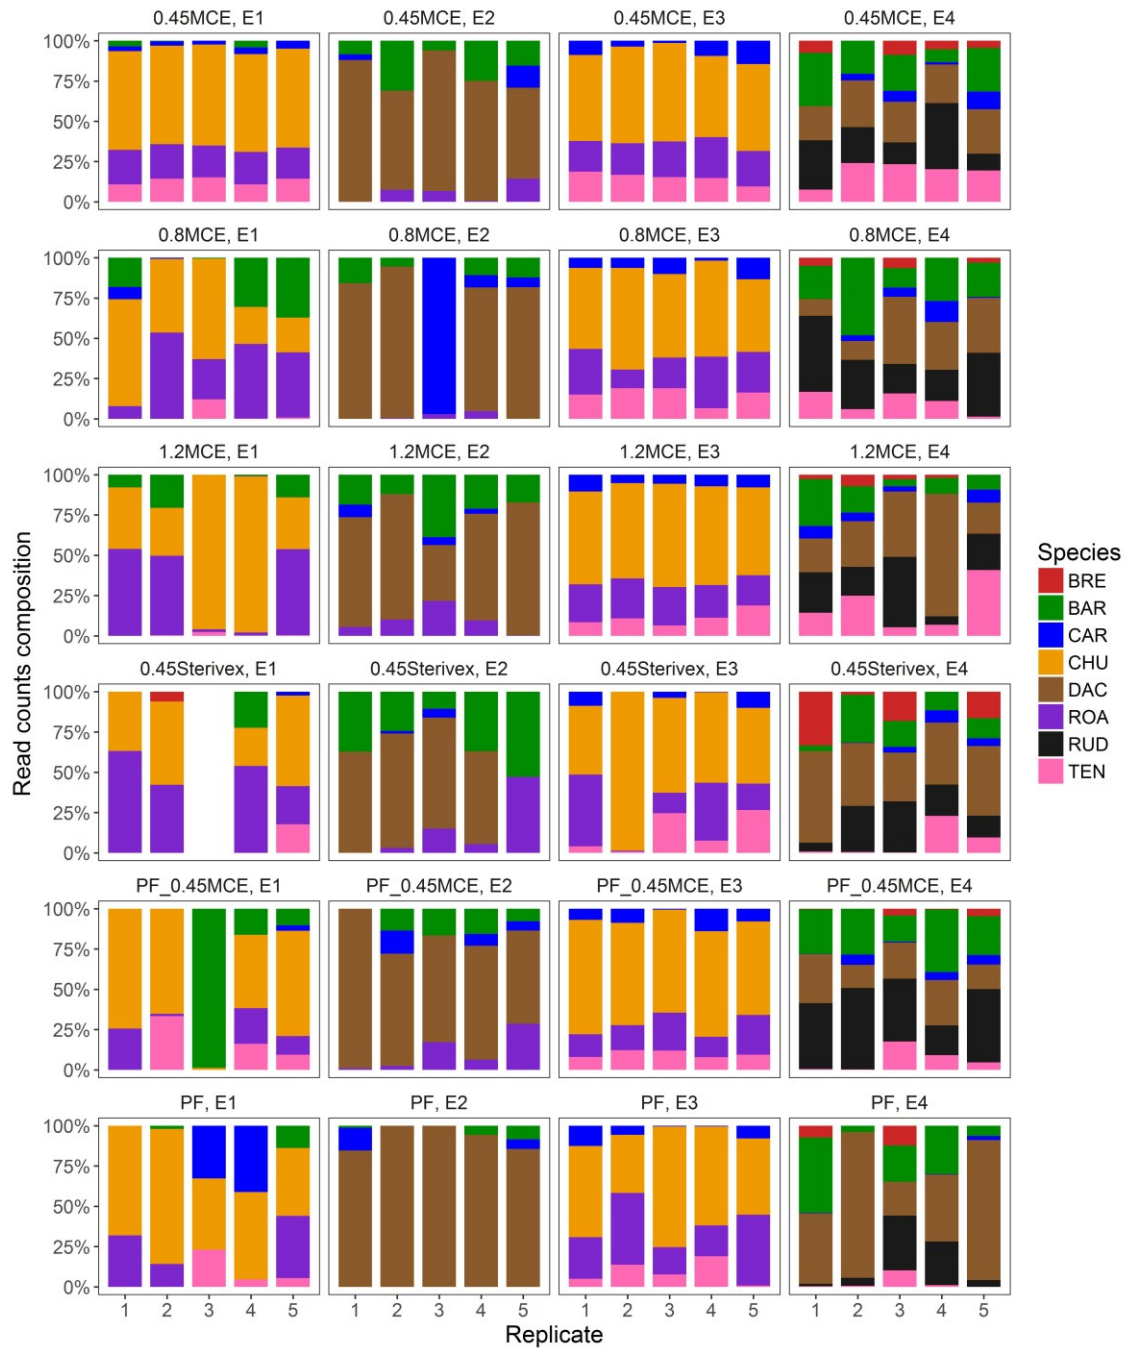 0.45MCE, E1 0.45MCE, E2 0.45MCE, E3 0.45MCE, E4
100%
75%
50%
25%
0%
0.8MCE, E1 0.8MCE, E2 0.8MCE, E3 0.8MCE, E4
100%
75%
50%
25%
0%
1.2MCE, E1 1.2MCE, E2 1.2MCE, E3 1.2MCE, E4
100%
75%
50%
25%
0%
0.45Sterivex, E1 0.45Sterivex, E2 0.45Sterivex, E3 0.45Sterivex, E4
100%
75%
50%
25%
0%
PF_0.45MCE, E1 PF_0.45MCE, E2 PF_0.45MCE, E3 PF_0.45MCE, E4
100%
75%
50%
25%
0%
PF, E1 PF, E2 PF, E3 PF, E4
100%
75%
50%
25%
0%
1 2 3 4 5 1 2 3 4 5 1 2 3 4 5 1 2 3 4 5
Replicate
Read counts composition
Species
BRE
BAR
CAR
CHU
DAC
ROA
RUD
TEN